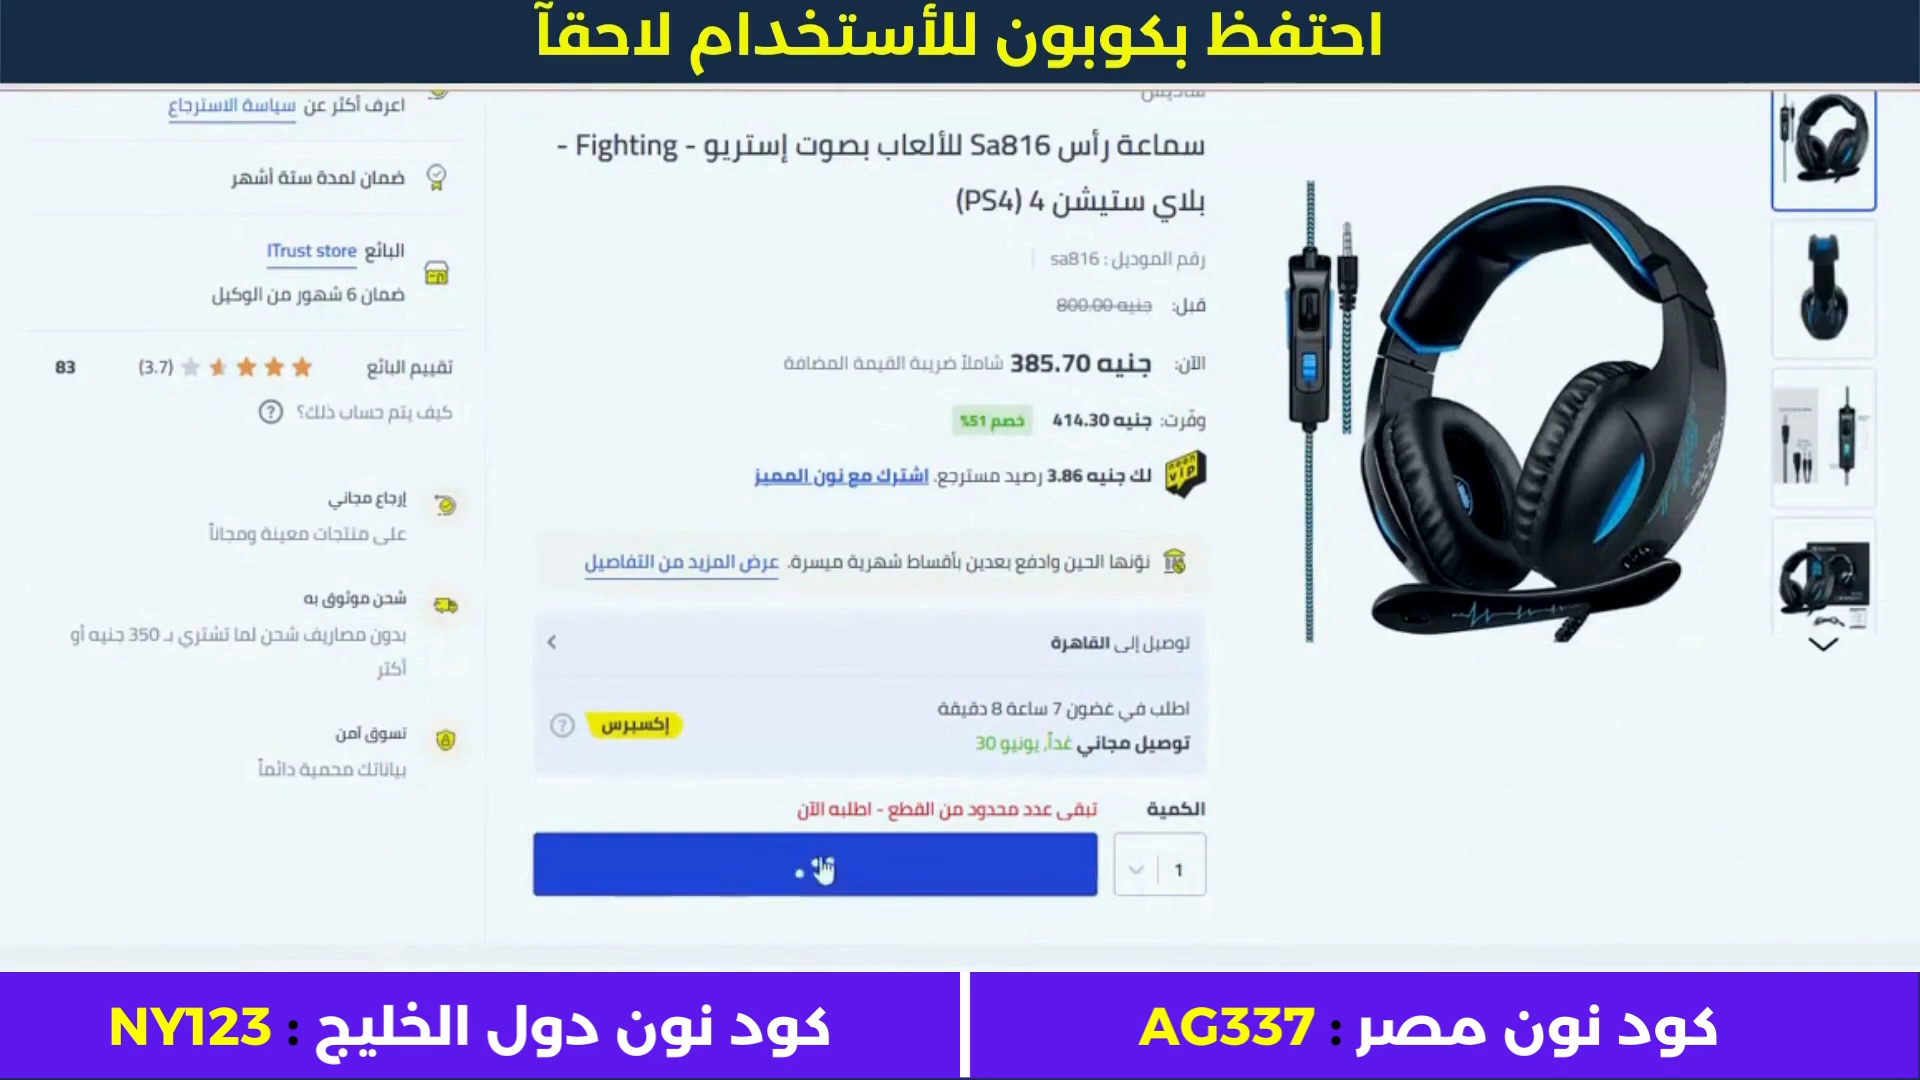 احتفظ بكوبون للأستخدام لاحقآ
ساديس
سماعة رأس Sa816 للألعاب بصوت إستريو - Fighting -
بلاي ستيشن 4 (PS4)
رقم الموديل : sa816
قبل: جنيه 800.00
الآن: جنيه 385.70 شاملاً ضريبة القيمة المضافة
وفّرت: جنيه 414.30 خصم 51%
noon vip
لك جنيه 3.86 رصيد مسترجع. اشترك مع نون المميز
نوّنها الحين وادفع بعدين بأقساط شهرية ميسرة. عرض المزيد من التفاصيل
توصيل إلى القاهرة
اطلب في غضون 7 ساعة 8 دقيقة
توصيل مجاني غداً, يونيو 30
إكسبرس
الكمية تبقى عدد محدود من القطع - اطلبه الآن
1
اعرف أكثر عن سياسة الاسترجاع
ضمان لمدة ستة أشهر
البائع ITrust store
ضمان 6 شهور من الوكيل
تقييم البائع (3.7) 83
كيف يتم حساب ذلك؟
إرجاع مجاني
على منتجات معينة ومجاناً
شحن موثوق به
بدون مصاريف شحن لما تشتري بـ 350 جنيه أو
أكثر
تسوق آمن
بياناتك محمية دائماً
كود نون مصر : AG337
كود نون دول الخليج : NY123